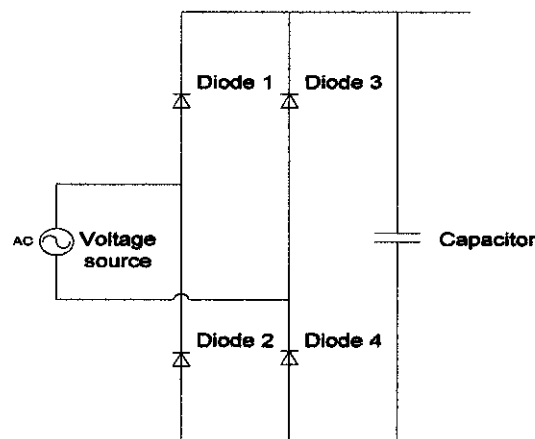 Diode 1
Diode 3
AC
Voltage
source
Capacitor
Diode 2
Diode 4